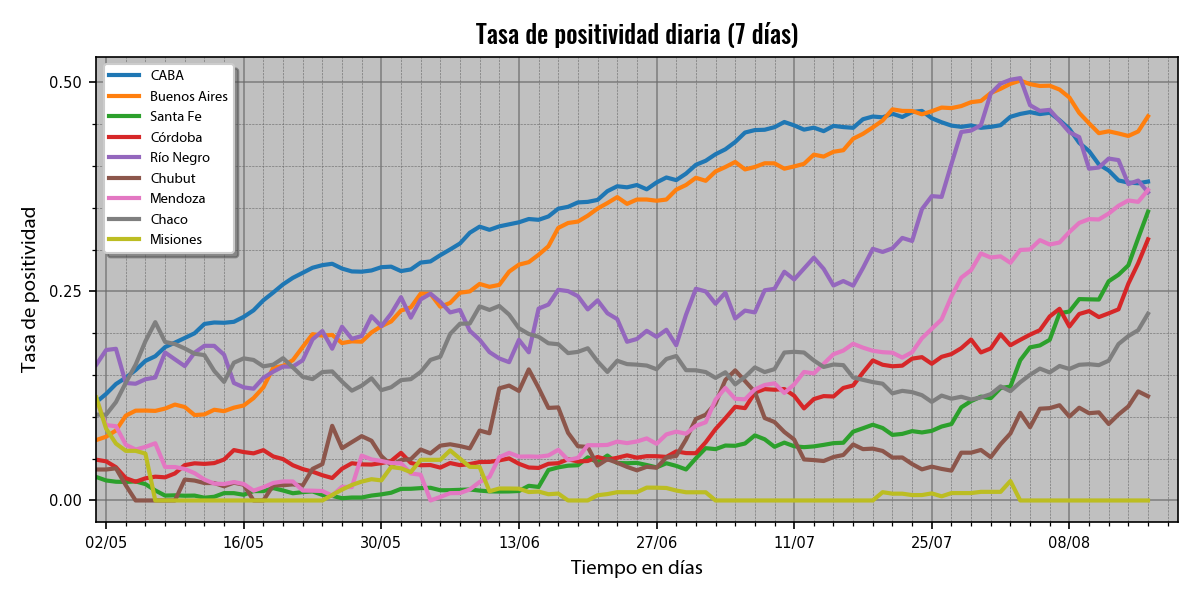 Tasa de positividad diaria (7 días)
CABA
Buenos Aires
Santa Fe
Córdoba
Río Negro
Chubut
Mendoza
Chaco
Misiones
Tasa de positividad
0.50
0.25
0.00
02/05 16/05 30/05 13/06 27/06 11/07 25/07 08/08
Tiempo en días